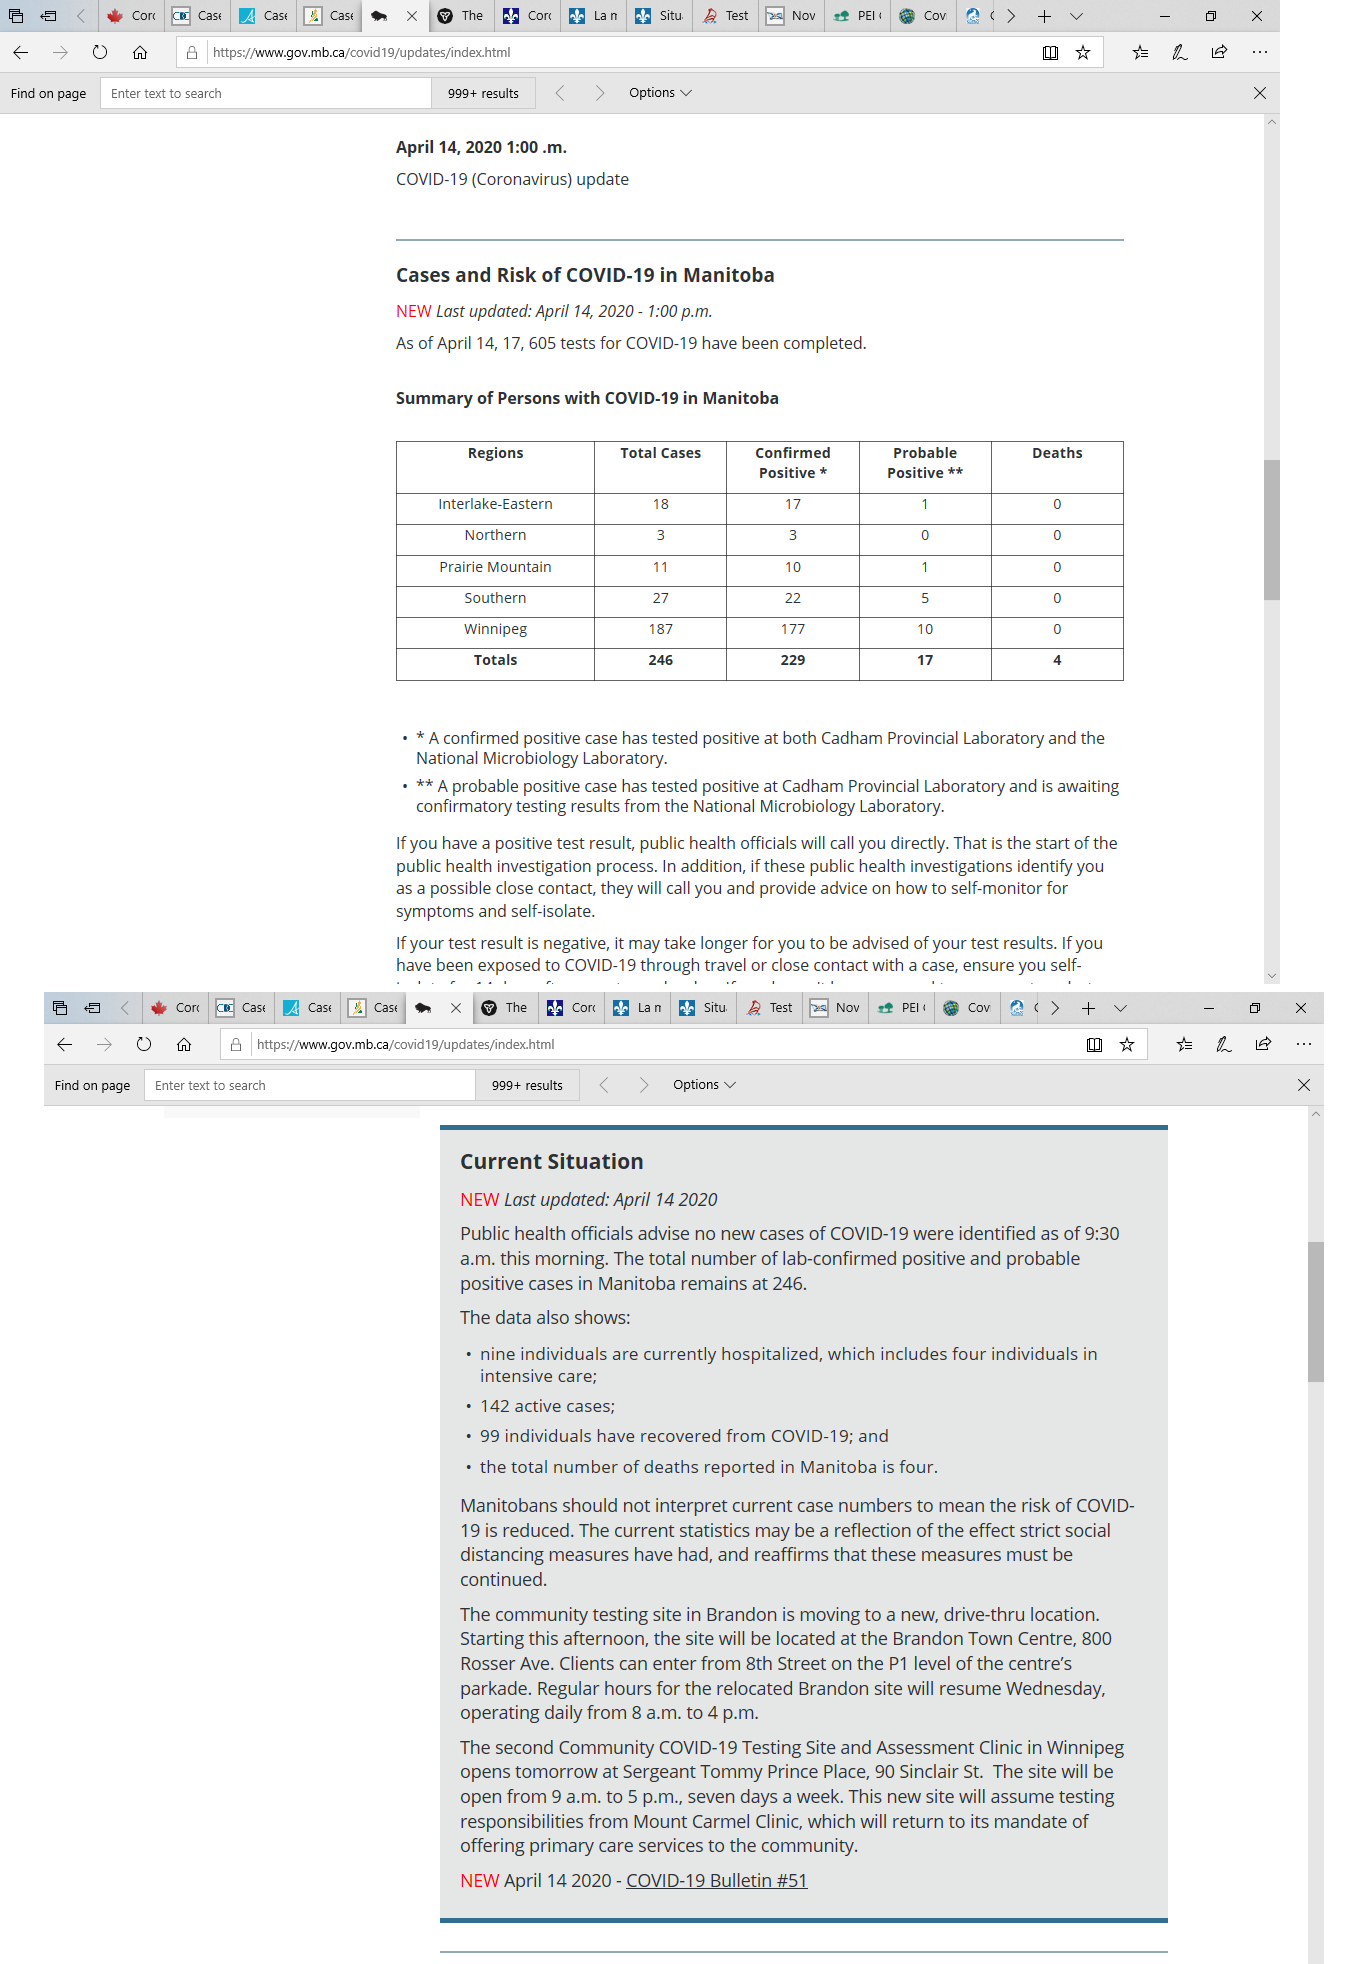 Corc Case Case Case The Corc La n Situ Test Nov PEI Cov
https://www.gov.mb.ca/covid19/updates/index.html
Find on page Enter text to search 999+ results Options
April 14, 2020 1:00 .m.
COVID-19 (Coronavirus) update
Cases and Risk of COVID-19 in Manitoba
NEW Last updated: April 14, 2020 - 1:00 p.m.
As of April 14, 17, 605 tests for COVID-19 have been completed.
Summary of Persons with COVID-19 in Manitoba
Regions Total Cases Confirmed Positive * Probable Positive ** Deaths
Interlake-Eastern 18 17 1 0
Northern 3 3 0 0
Prairie Mountain 11 10 1 0
Southern 27 22 5 0
Winnipeg 187 177 10 0
Totals 246 229 17 4
• * A confirmed positive case has tested positive at both Cadham Provincial Laboratory and the
National Microbiology Laboratory.
• ** A probable positive case has tested positive at Cadham Provincial Laboratory and is awaiting
confirmatory testing results from the National Microbiology Laboratory.
If you have a positive test result, public health officials will call you directly. That is the start of the
public health investigation process. In addition, if these public health investigations identify you
as a possible close contact, they will call you and provide advice on how to self-monitor for
symptoms and self-isolate.
If your test result is negative, it may take longer for you to be advised of your test results. If you
have been exposed to COVID-19 through travel or close contact with a case, ensure you self-
Corc Case Case Case The Corc La n Situ Test Nov PEI Cov
https://www.gov.mb.ca/covid19/updates/index.html
Find on page Enter text to search 999+ results Options
Current Situation
NEW Last updated: April 14 2020
Public health officials advise no new cases of COVID-19 were identified as of 9:30
a.m. this morning. The total number of lab-confirmed positive and probable
positive cases in Manitoba remains at 246.
The data also shows:
• nine individuals are currently hospitalized, which includes four individuals in
intensive care;
• 142 active cases;
• 99 individuals have recovered from COVID-19; and
• the total number of deaths reported in Manitoba is four.
Manitobans should not interpret current case numbers to mean the risk of COVID-
19 is reduced. The current statistics may be a reflection of the effect strict social
distancing measures have had, and reaffirms that these measures must be
continued.
The community testing site in Brandon is moving to a new, drive-thru location.
Starting this afternoon, the site will be located at the Brandon Town Centre, 800
Rosser Ave. Clients can enter from 8th Street on the P1 level of the centre's
parkade. Regular hours for the relocated Brandon site will resume Wednesday,
operating daily from 8 a.m. to 4 p.m.
The second Community COVID-19 Testing Site and Assessment Clinic in Winnipeg
opens tomorrow at Sergeant Tommy Prince Place, 90 Sinclair St. The site will be
open from 9 a.m. to 5 p.m., seven days a week. This new site will assume testing
responsibilities from Mount Carmel Clinic, which will return to its mandate of
offering primary care services to the community.
NEW April 14 2020 - COVID-19 Bulletin #51